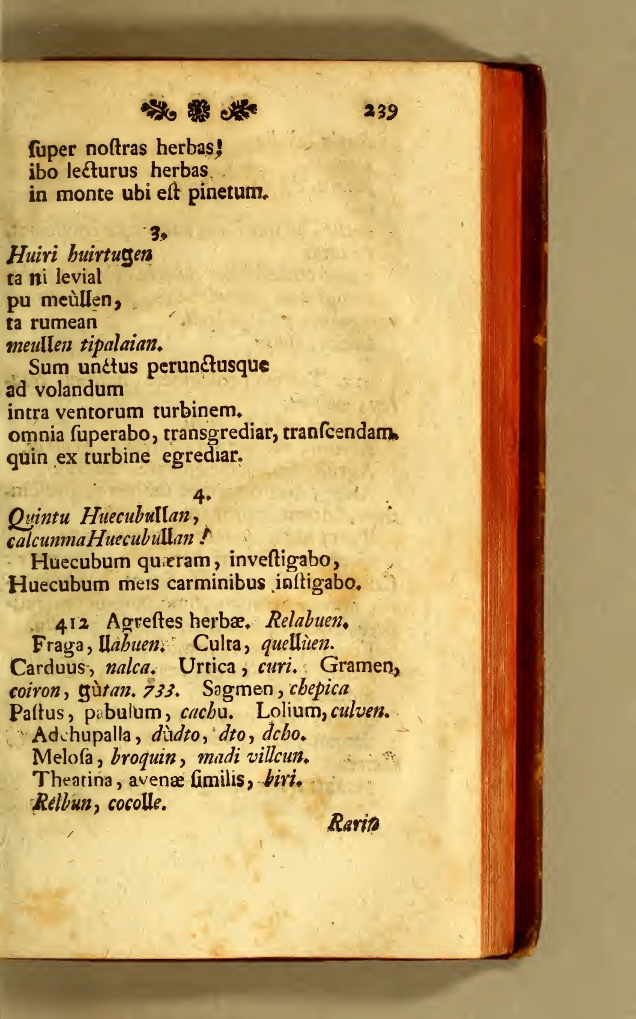 239
ſuper noſtras herbas!
ibo lecturus herbas
in monte ubi eſt pinetum.
3.
Huiri huirtugen
ta ni levial
pu meùllen,
ta rumean
meullen tipalaian.
Sum unctus perunctusque
ad volandum
intra ventorum turbinem.
omnia ſuperabo, transgrediar, tranſcendam,
quin ex turbine egrediar.
4.
Quintu Huecubullan,
calcunmaHuecubullan!
Huecubum quæram, inveſtigabo,
Huecubum meis carminibus inſtigabo.
412 Agreſtes herbæ. Relabuen.
Fraga, llahuen. Culta, quellùen.
Carduus, nalca. Urtica, curi. Gramen,
coiron, gùtan. 733. Sagmen, chepica
Paſtus, pabulum, cachu. Lolium, culven.
Adchupalla, dùdto, dto, dcho.
Meloſa, broquin, madi villcun.
Theatina, avenæ ſimilis, biri.
Relbun, cocolle.
Rarin